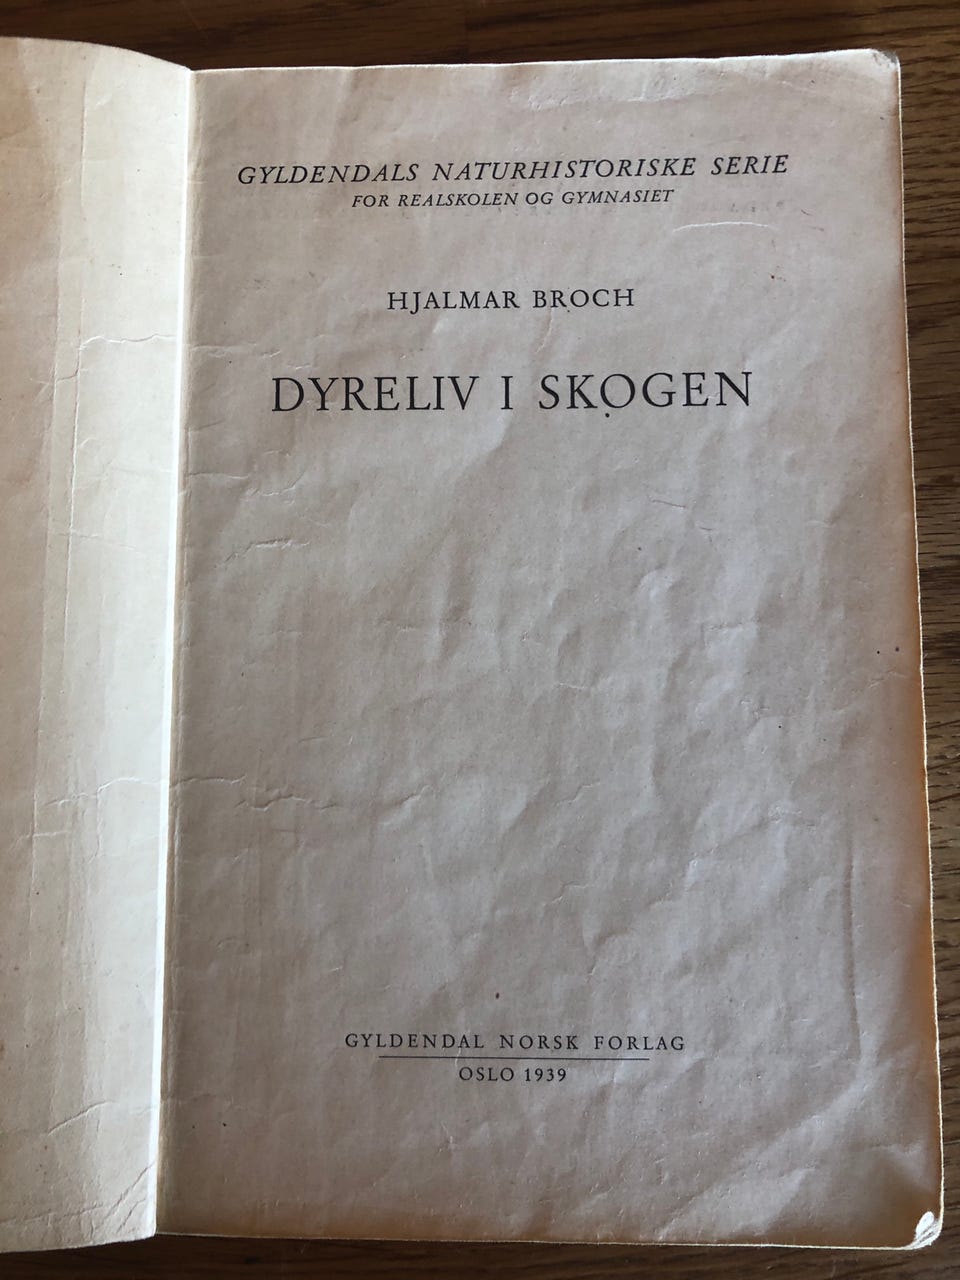 GYLDENDALS NATURHISTORISKE SERIE
FOR REALSKOLEN OG GYMNASIET
HJALMAR BROCH
DYRELIV I SKOGEN
GYLDENDAL NORSK FORLAG
OSLO 1939